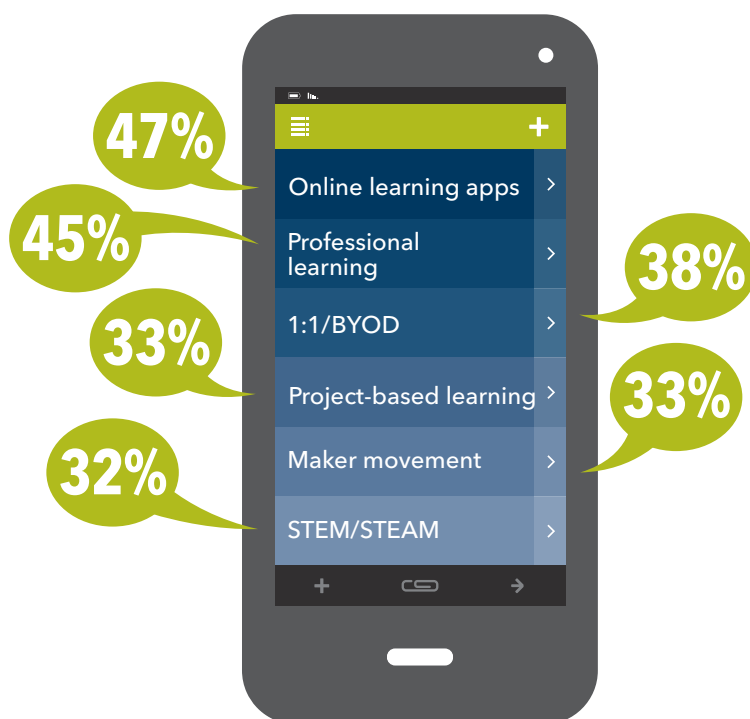 47%
Online learning apps
45%
Professional
learning
38%
1:1/BYOD
33%
Project-based learning
33%
Maker movement
32%
STEM/STEAM